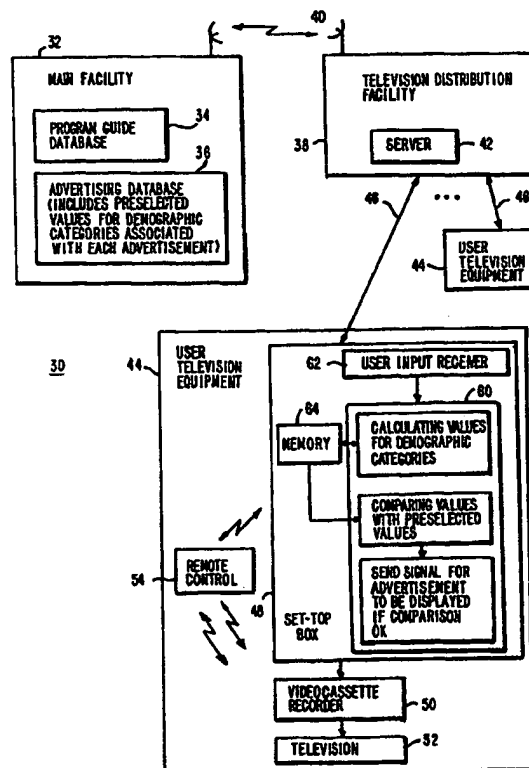 32
40
MAIN FACILITY
PROGRAM GUIDE
DATABASE
34
36
ADVERTISING DATABASE
(INCLUDES PRESELECTED
VALUES FOR DEMOGRAPHIC
CATEGORIES ASSOCIATED
WITH EACH ADVERTISEMENT)
TELEVISION DISTRIBUTION
FACILITY
38
SERVER
42
46
...
46
44
USER
TELEVISION
EQUIPMENT
30
44
USER
TELEVISION
EQUIPMENT
62
USER INPUT RECEIVER
60
64
MEMORY
CALCULATING VALUES
FOR DEMOGRAPHIC
CATEGORIES
COMPARING VALUES
WITH PRESELECTED
VALUES
SEND SIGNAL FOR
ADVERTISEMENT
TO BE DISPLAYED
IF COMPARISON
OK
REMOTE
CONTROL
54
48
SET-TOP
BOX
VIDEOCASSETTE
RECORDER
50
TELEVISION
52